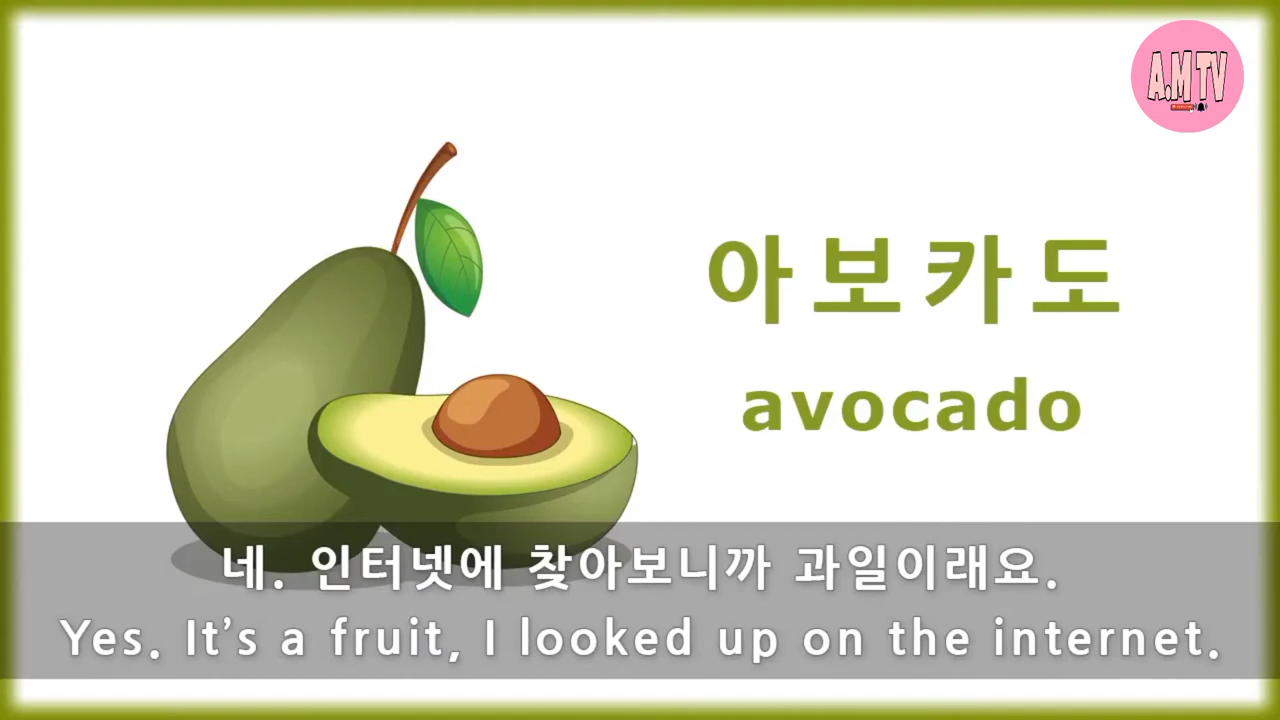 A.M TV
아보카도
avocado
네. 인터넷에 찾아보니까 과일이래요.
Yes. It’s a fruit, I looked up on the internet.